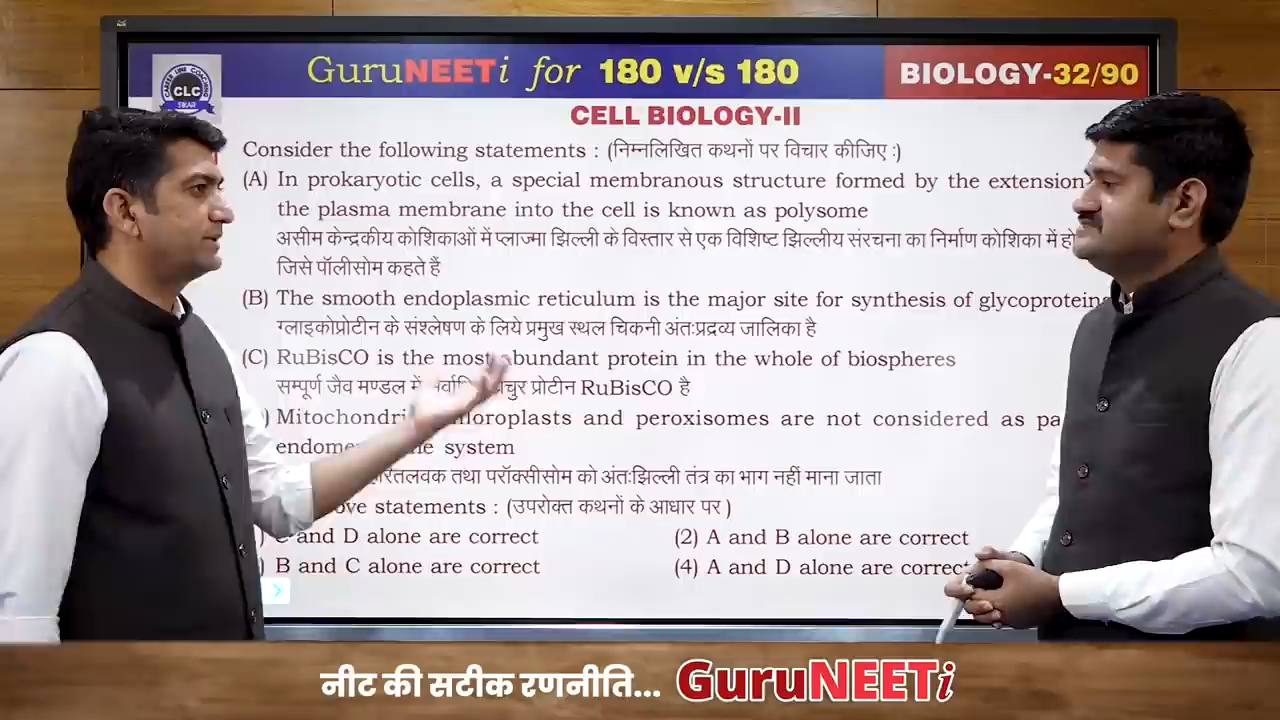 CAREER LINE COACHING
CLC
SIKAR
GuruNEETi for 180 v/s 180
BIOLOGY-32/90
CELL BIOLOGY-II
Consider the following statements : (निम्नलिखित कथनों पर विचार कीजिए :)
(A) In prokaryotic cells, a special membranous structure formed by the extension
the plasma membrane into the cell is known as polysome
असीम केन्द्रकीय कोशिकाओं में प्लाज्मा झिल्ली के विस्तार से एक विशिष्ट झिल्लीय संरचना का निर्माण कोशिका में
जिसे पॉलीसोम कहते हैं
(B) The smooth endoplasmic reticulum is the major site for synthesis of glycoproteins
ग्लाइकोप्रोटीन के संश्लेषण के लिये प्रमुख स्थल चिकनी अंतःप्रद्रव्य जालिका है
(C) RuBisCO is the most abundant protein in the whole of biospheres
सम्पूर्ण जैव मण्डल में प्रचुर प्रोटीन RuBisCO है
Mitochondri chloroplasts and peroxisomes are not considered as pa
system
तथा परॉक्सीसोम को अंतःझिल्ली तंत्र का भाग नहीं माना जाता
statements : (उपरोक्त कथनों के आधार पर)
C and D alone are correct
(2) A and B alone are correct
B and C alone are correct
(4) A and D alone are correct
नीट की सटीक रणनीति... GuruNEETi